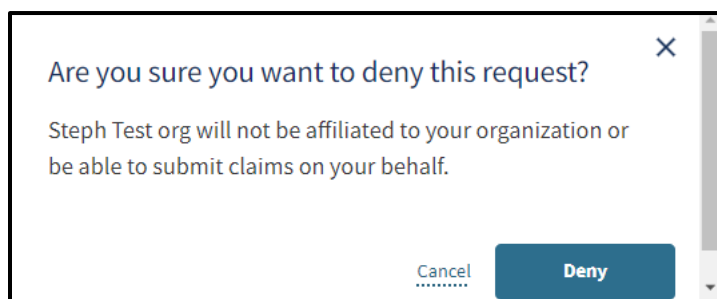 Are you sure you want to deny this request?
Steph Test org will not be affiliated to your organization or
be able to submit claims on your behalf.
Cancel
Deny